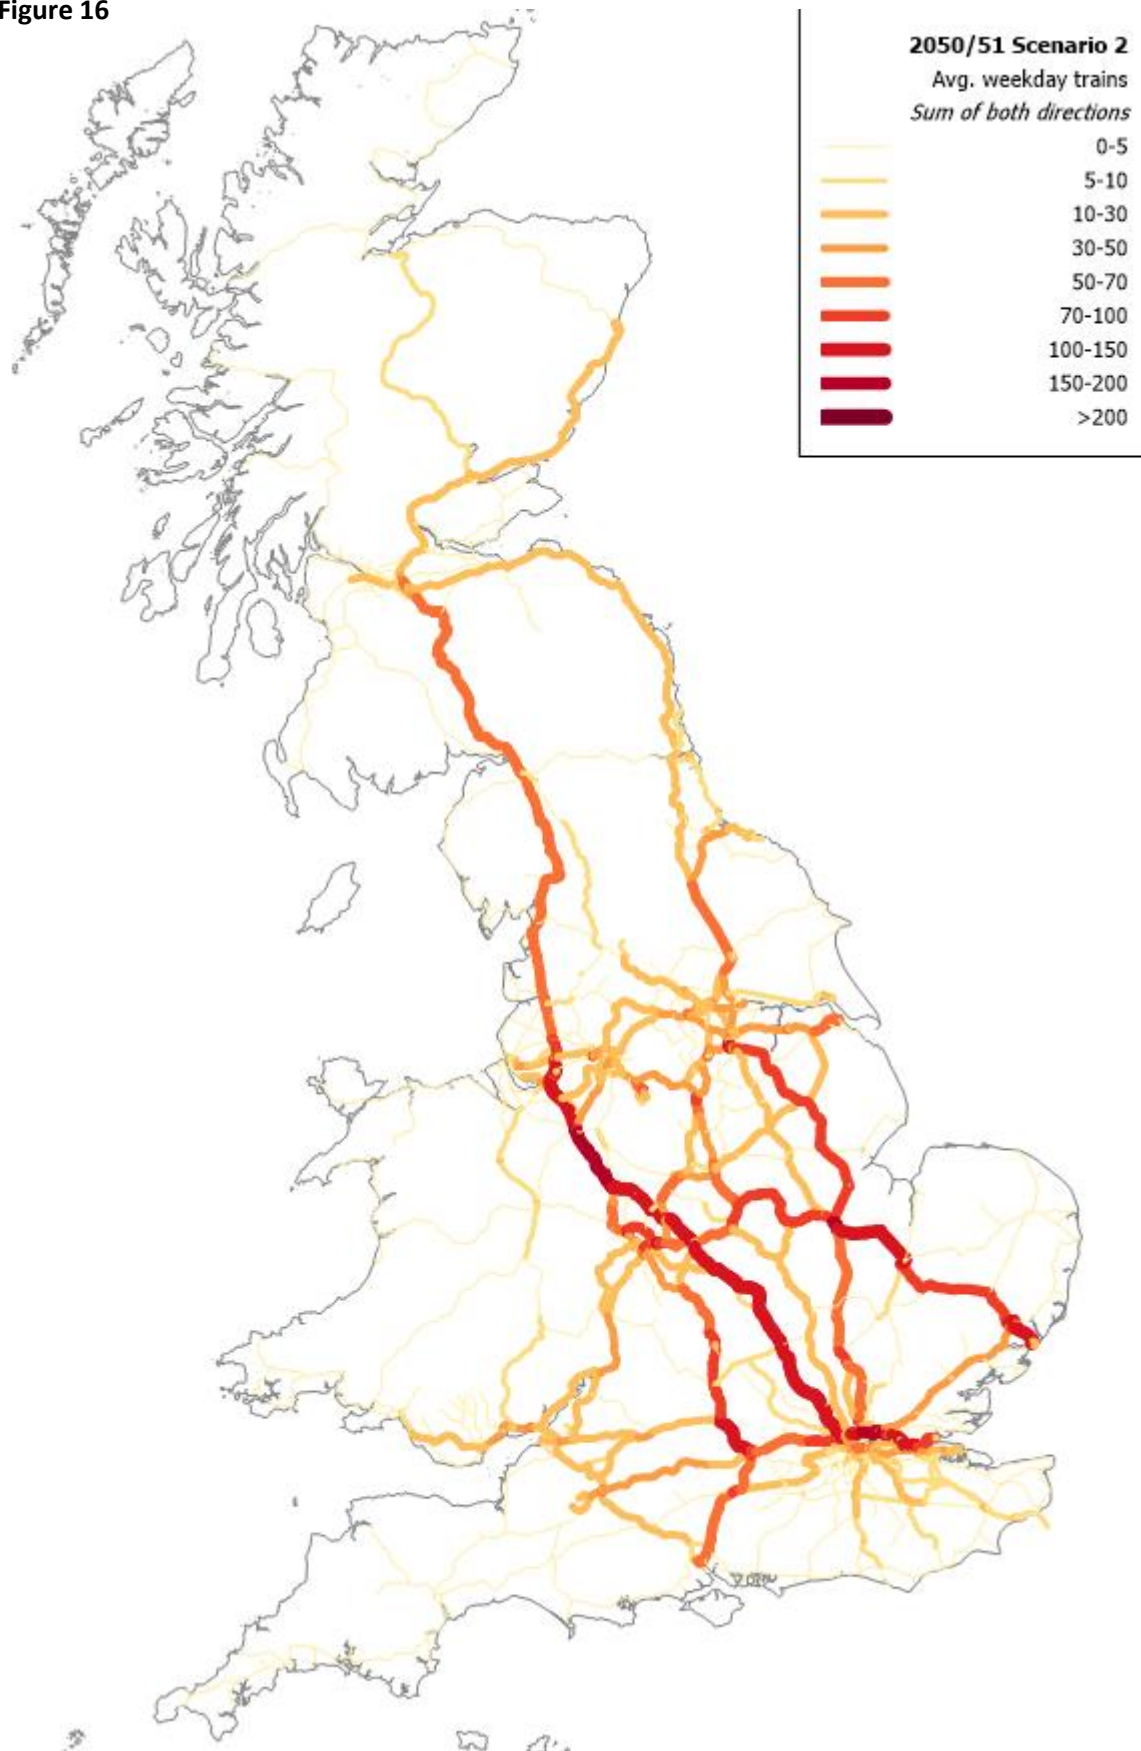 Figure 16
2050/51 Scenario 2
Avg. weekday trains
Sum of both directions
0-5
5-10
10-30
30-50
50-70
70-100
100-150
150-200
>200